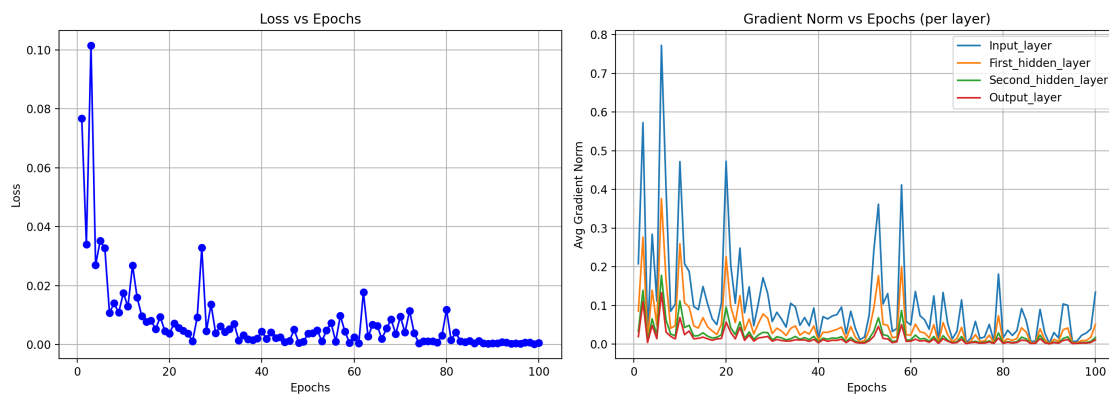 Loss vs Epochs
Loss
0.10
0.08
0.06
0.04
0.02
0.00
0
20
40
60
80
100
Epochs
Gradient Norm vs Epochs (per layer)
Avg Gradient Norm
0.8
0.7
0.6
0.5
0.4
0.3
0.2
0.1
0.0
Input_layer
First_hidden_layer
Second_hidden_layer
Output_layer
0
20
40
60
80
100
Epochs